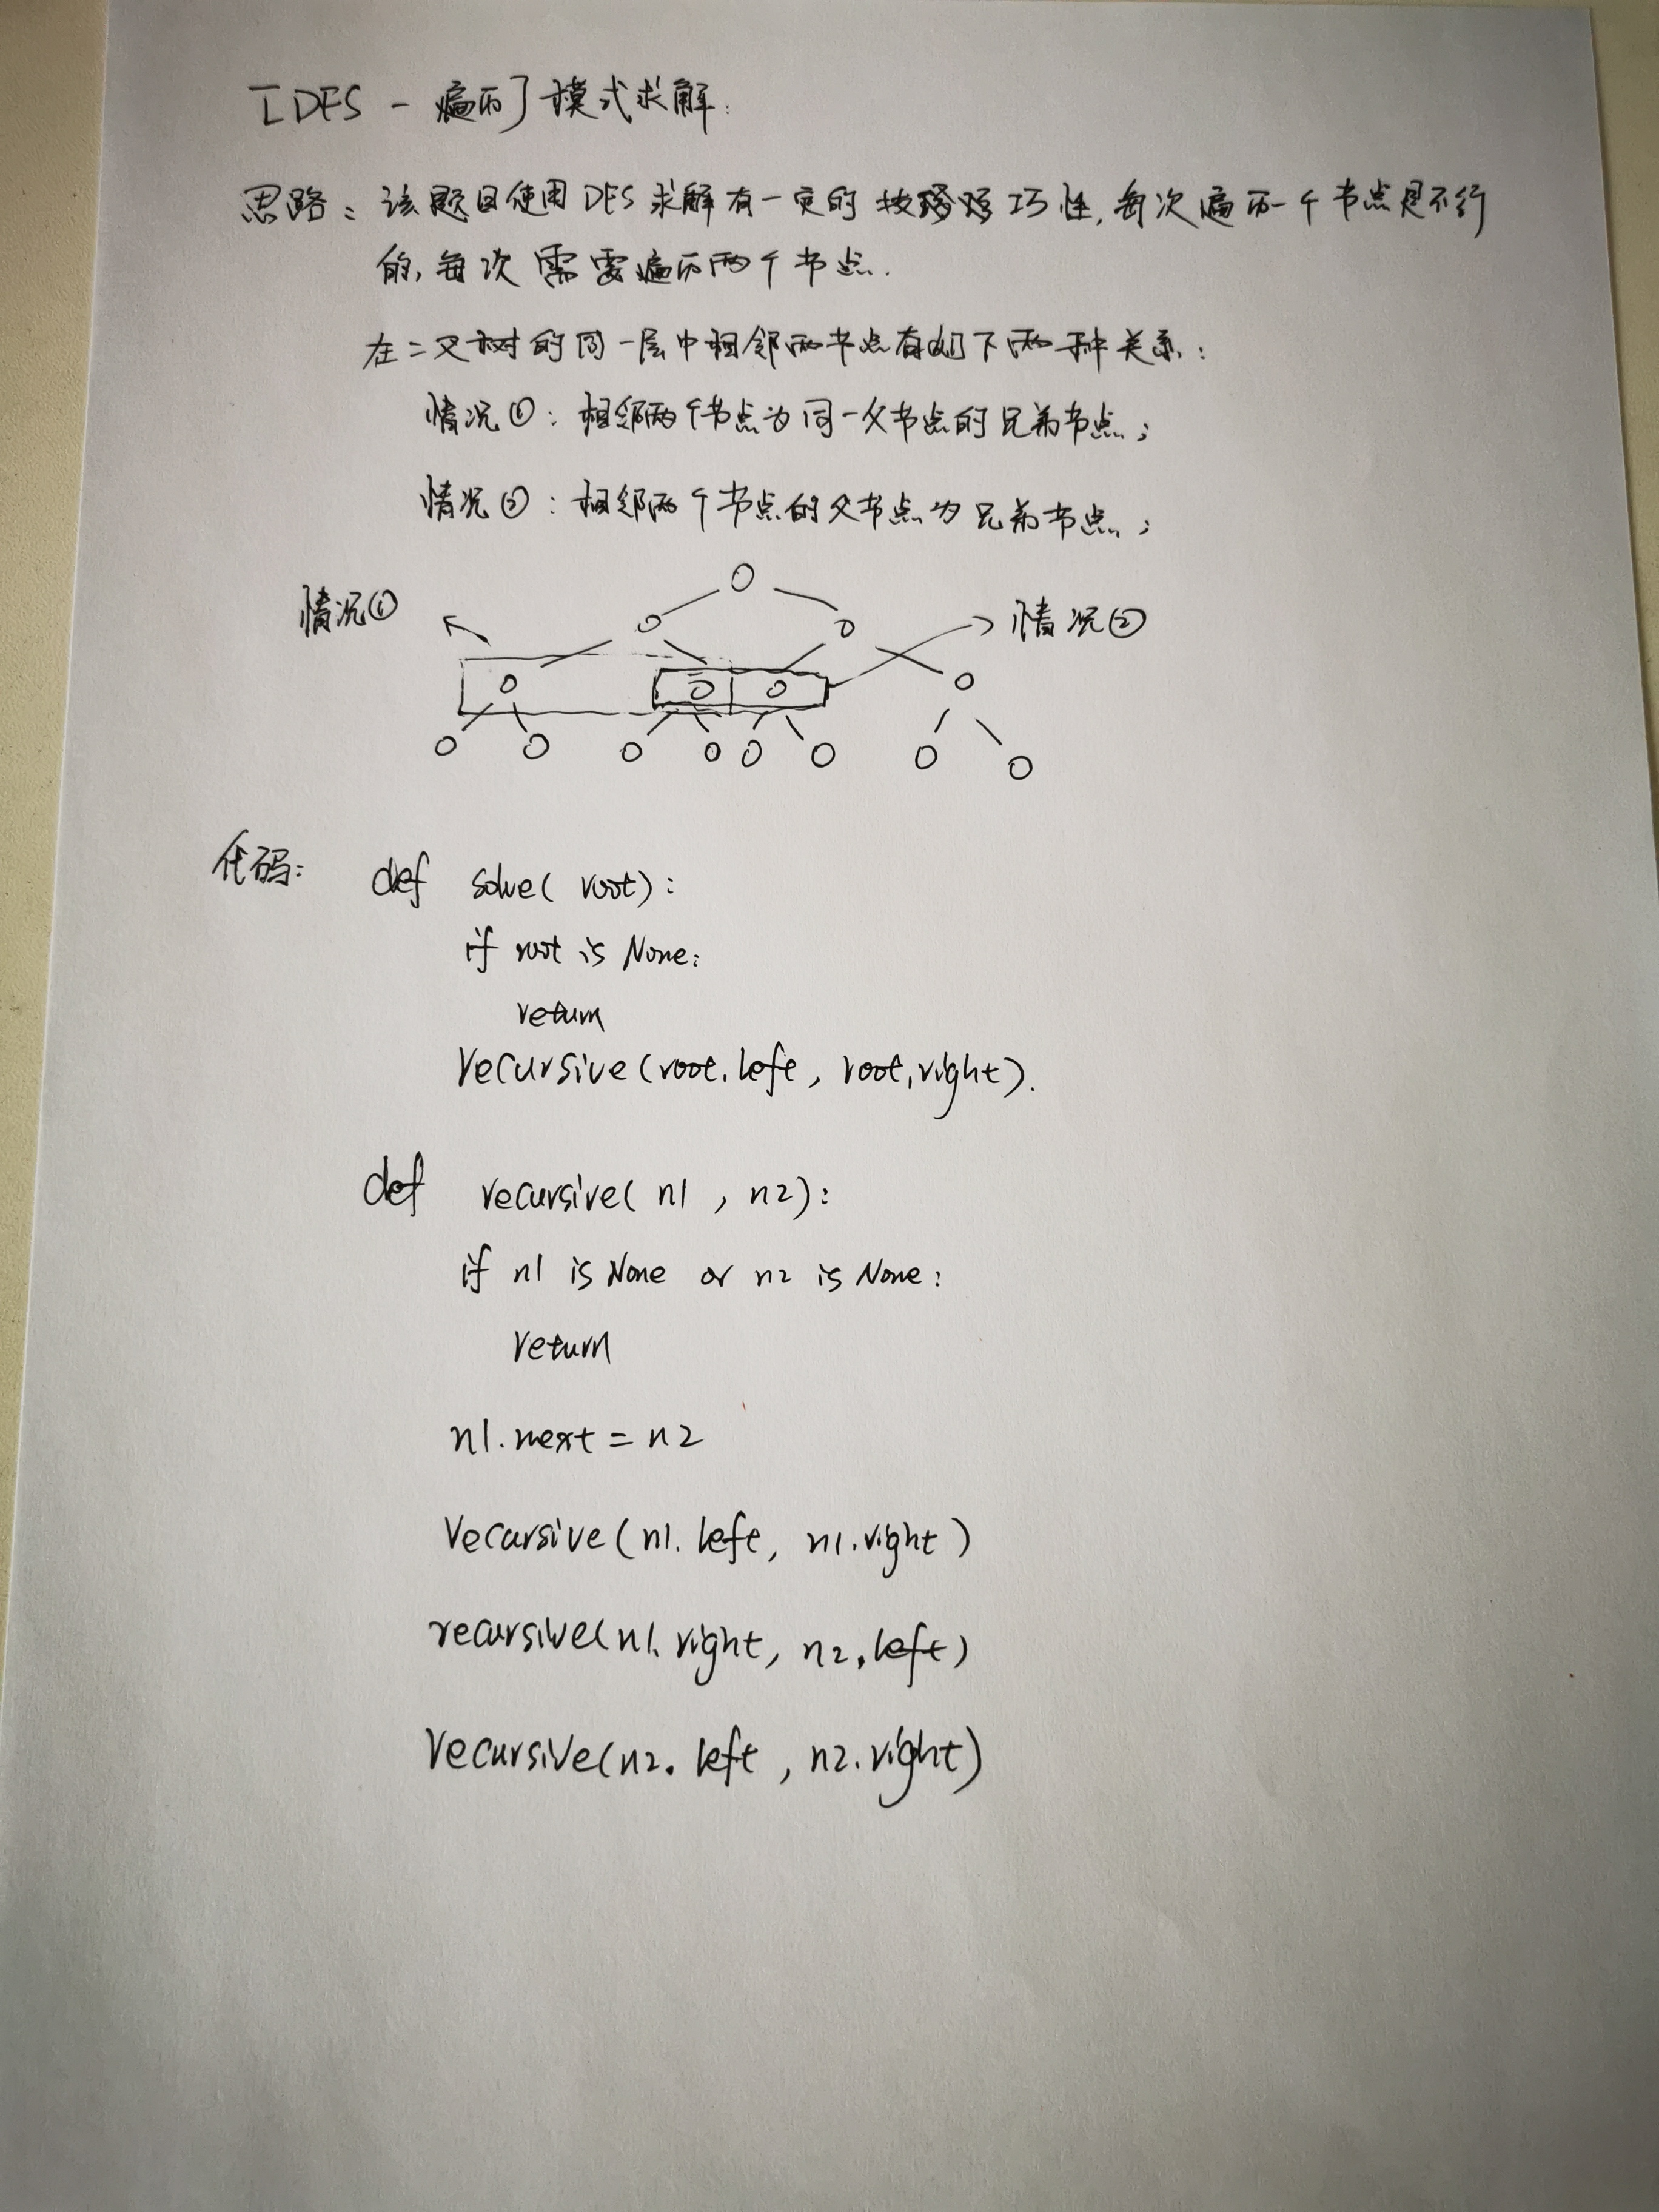 [DFS - 遍历]模式求解:
思路: 该题目使用DFS求解有一定的技巧性,每次遍历一个节点是不行
的,每次需要遍历两个节点.
在二叉树的同一层中相邻两节点有如下两种关系:
情况①: 相邻两个节点为同一父节点的兄弟节点;
情况②: 相邻两个节点的父节点为兄弟节点;
情况① 情况②
代码: def solve( root):
if root is None:
return
recursive(root.left, root.right).
def recursive( n1 , n2):
if n1 is None or n2 is None:
return
n1.next = n2
recursive(n1.left, n1.right)
recursive(n1.right, n2.left)
recursive(n2.left , n2.right)